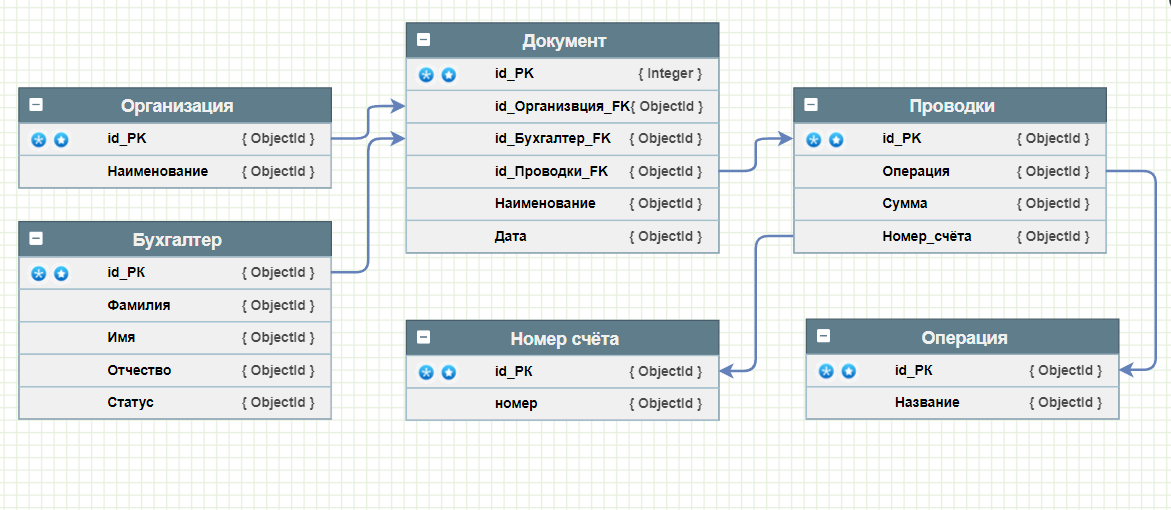 Организация
id_PK { ObjectId }
Наименование { ObjectId }
Бухгалтер
id_PK { ObjectId }
Фамилия { ObjectId }
Имя { ObjectId }
Отчество { ObjectId }
Статус { ObjectId }
Документ
id_PK { Integer }
id_Организвция_FK{ ObjectId }
id_Бухгалтер_FK { ObjectId }
id_Проводки_FK { ObjectId }
Наименование { ObjectId }
Дата { ObjectId }
Номер счёта
id_PK { ObjectId }
номер { ObjectId }
Проводки
id_PK { ObjectId }
Операция { ObjectId }
Сумма { ObjectId }
Номер_счёта { ObjectId }
Операция
id_PK { ObjectId }
Название { ObjectId }